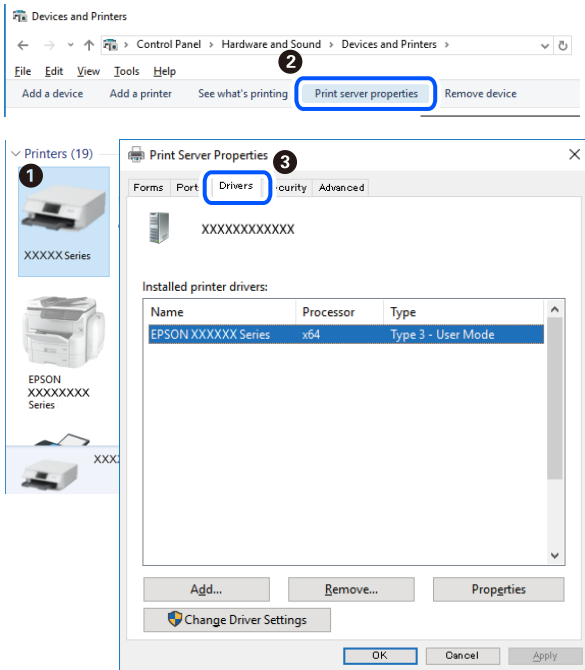 Devices and Printers
Control Panel > Hardware and Sound > Devices and Printers >
2
File Edit View Tools Help
Add a device Add a printer See what's printing Print server properties Remove device
Printers (19)
1
XXXXX Series
EPSON
XXXXXXXX
Series
XXX
Print Server Properties
3
Forms Port Drivers curity Advanced
XXXXXXXXXXXX
Installed printer drivers:
Name Processor Type
EPSON XXXXXX Series x64 Type 3 - User Mode
Add... Remove... Properties
Change Driver Settings
OK Cancel Apply